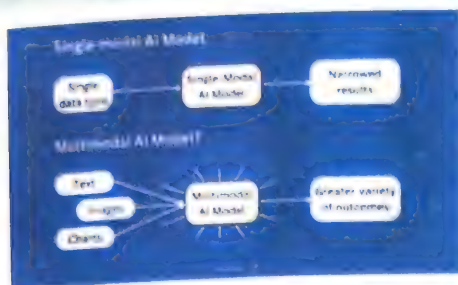 Single-modal AI Model
Single
data type
Single-Modal
AI Model
Narrowed
results
Multimodal AI Model
Text
Images
Charts
Multimodal
AI Model
Greater variety
of outcomes